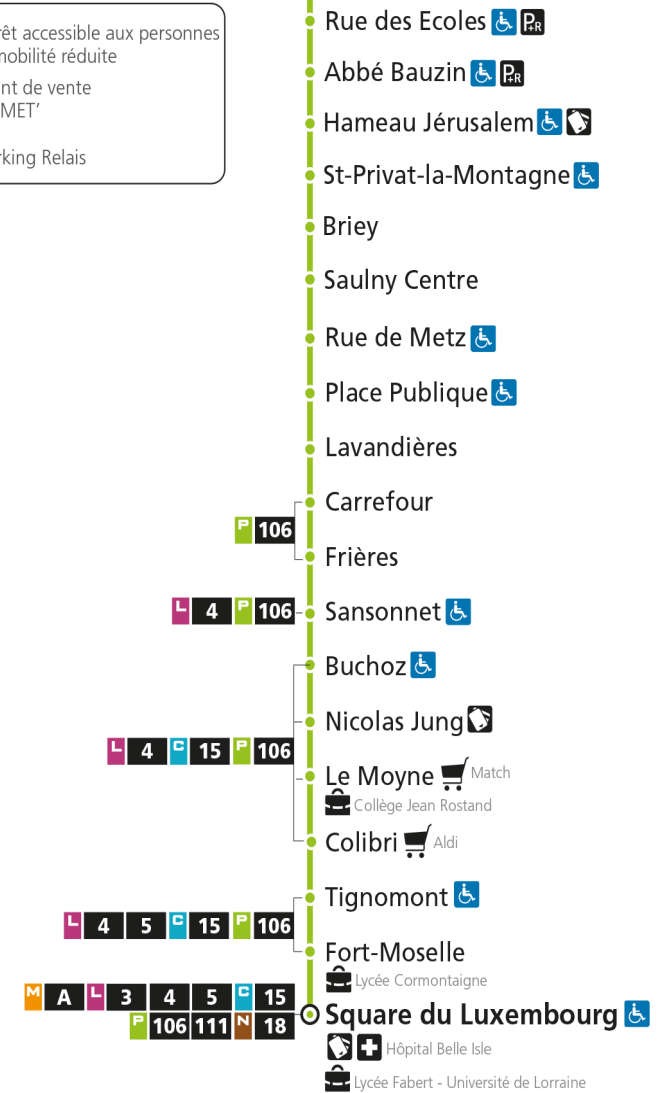 rêt accessible aux personnes
mobilité réduite
int de vente
MET'
rking Relais
Rue des Ecoles P+R
Abbé Bauzin P+R
Hameau Jérusalem
St-Privat-la-Montagne
Briey
Saulny Centre
Rue de Metz
Place Publique
Lavandières
Carrefour
P 106
Frières
L 4 P 106 Sansonnet
Buchoz
Nicolas Jung
L 4 C 15 P 106
Le Moyne Match
Collège Jean Rostand
Colibri Aldi
Tignomont
L 4 5 C 15 P 106
Fort-Moselle
Lycée Cormontaigne
M A L 3 4 5 C 15
P 106 111 N 18
Square du Luxembourg
Hôpital Belle Isle
Lycée Fabert - Université de Lorraine